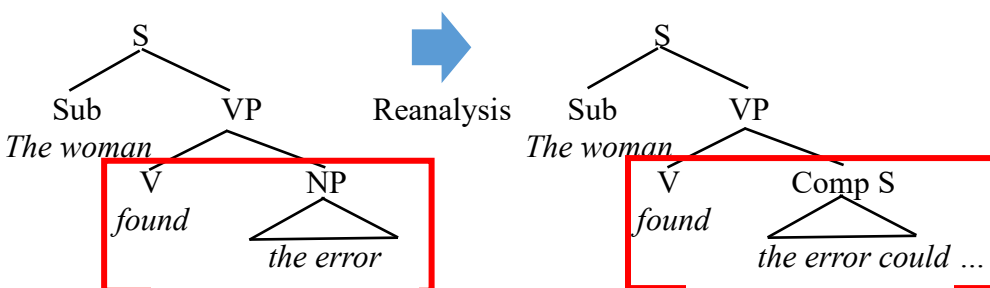 S S
Sub VP Reanalysis Sub VP
The woman The woman
V NP V Comp S
found found
the error the error could ...